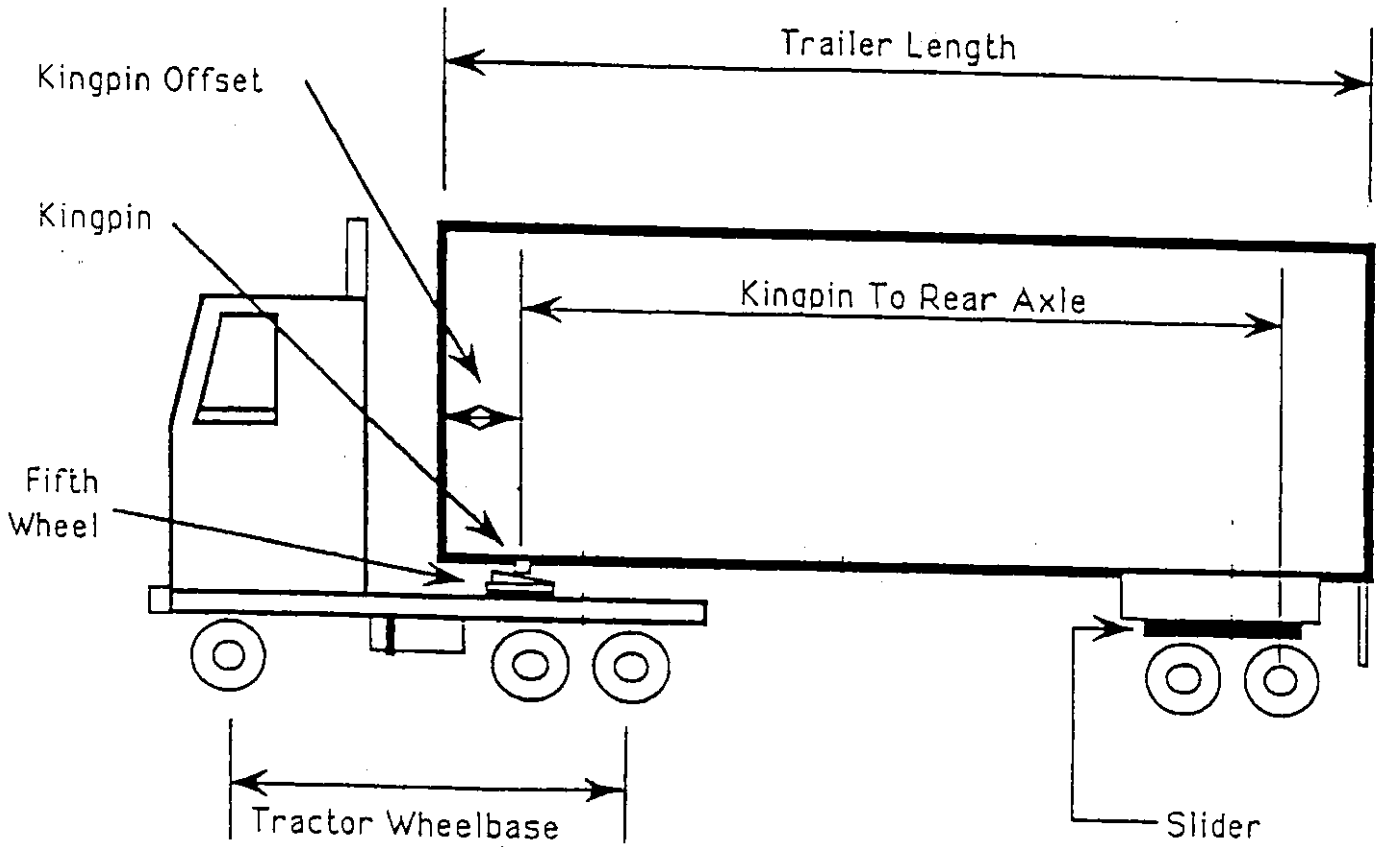 Trailer Length
Kingpin Offset
Kingpin
Kingpin To Rear Axle
Fifth
Wheel
Tractor Wheelbase
Slider